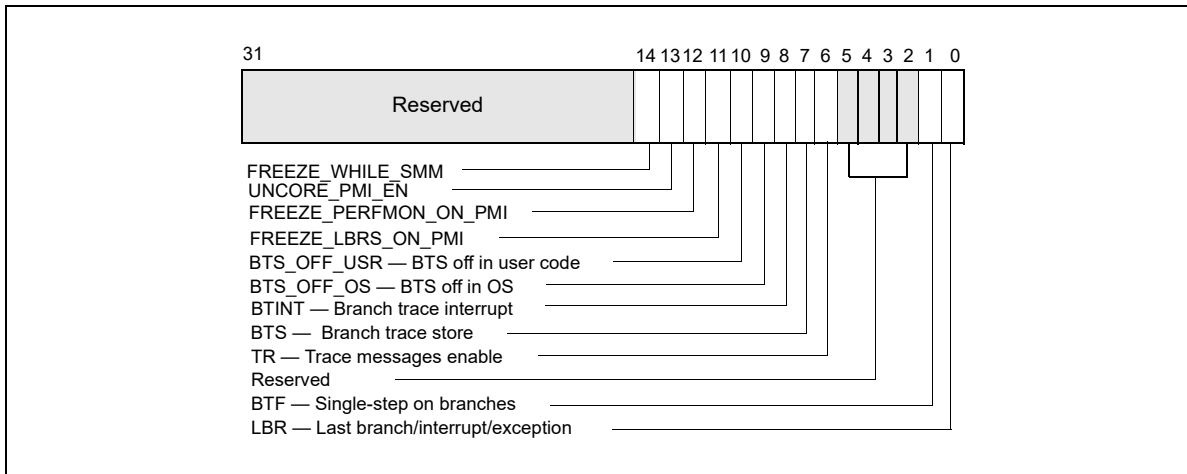 31 14 13 12 11 10 9 8 7 6 5 4 3 2 1 0
Reserved
FREEZE_WHILE_SMM
UNCORE_PMI_EN
FREEZE_PERFMON_ON_PMI
FREEZE_LBRS_ON_PMI
BTS_OFF_USR — BTS off in user code
BTS_OFF_OS — BTS off in OS
BTINT — Branch trace interrupt
BTS — Branch trace store
TR — Trace messages enable
Reserved
BTF — Single-step on branches
LBR — Last branch/interrupt/exception